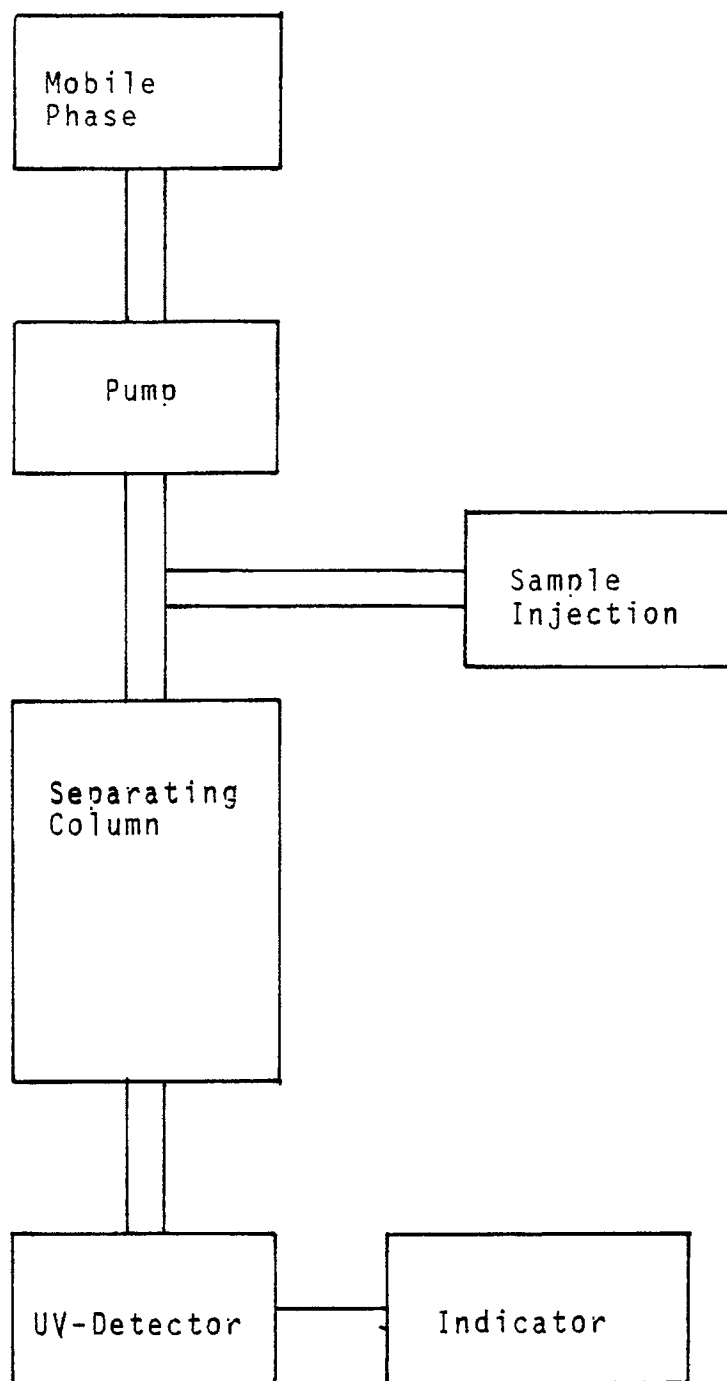 Mobile
Phase
Pump
Sample
Injection
Separating
Column
UV-Detector
Indicator